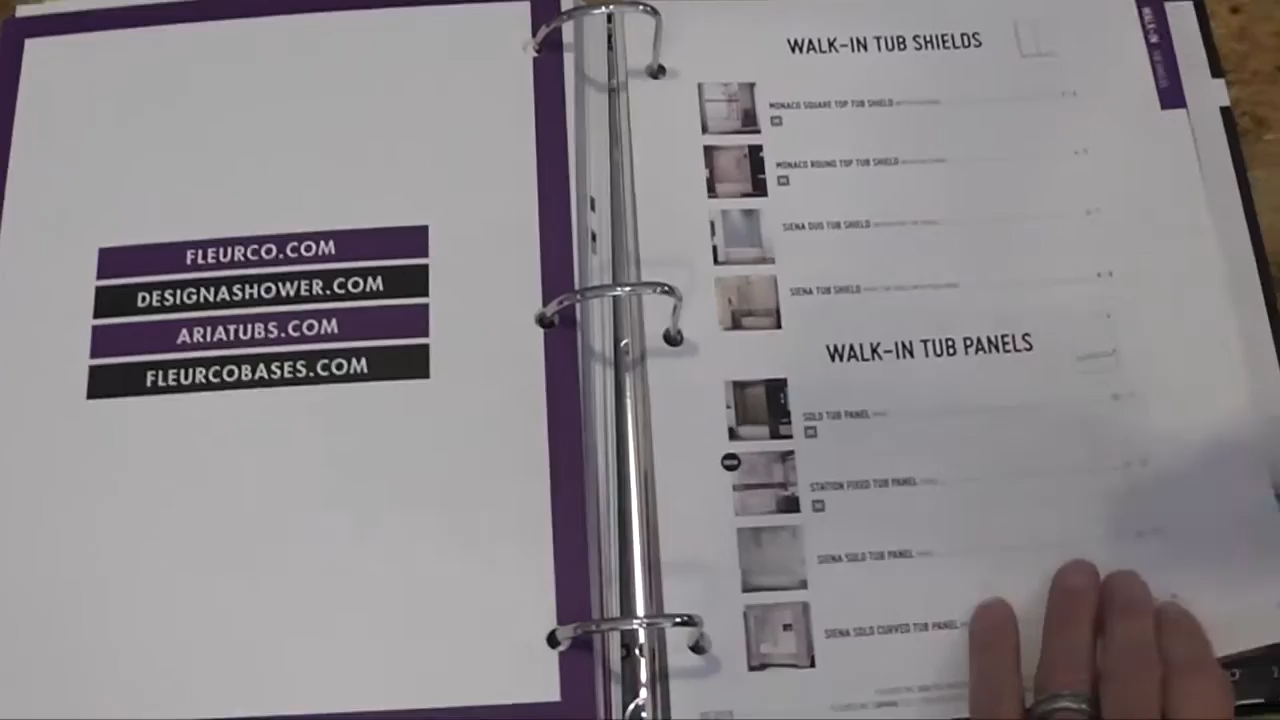 FLEURCO.COM
DESIGNASHOWER.COM
ARIATUBS.COM
FLEURCOBASES.COM
WALK-IN
WALK-IN TUB SHIELDS
MONACO SQUARE TOP TUB SHIELD
MONACO ROUND TOP TUB SHIELD
SIENA DUO TUB SHIELD
SIENA TUB SHIELD
WALK-IN TUB PANELS
SOLO TUB PANEL
STATION FIXED TUB PANEL
SIENA SOLO TUB PANEL
SIENA SOLO CURVED TUB PANEL